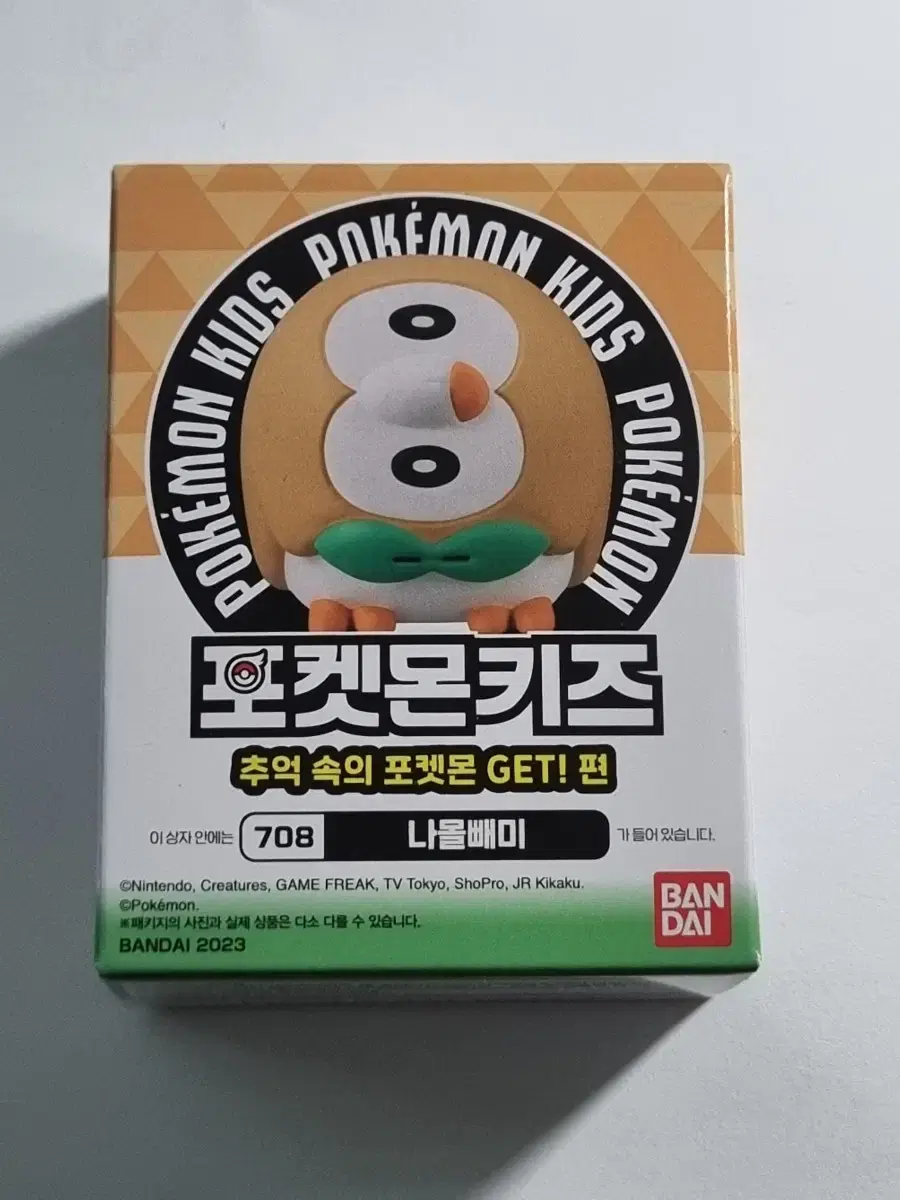 POKÉMON KIDS POKÉMON KIDS POKÉMON
포켓몬키즈
추억 속의 포켓몬 GET! 편
이 상자 안에는 708 나몰빼미 가 들어 있습니다.
©Nintendo, Creatures, GAME FREAK, TV Tokyo, ShoPro, JR Kikaku.
©Pokémon.
※패키지의 사진과 실제 상품은 다소 다를 수 있습니다.
BANDAI 2023
BAN
DAI